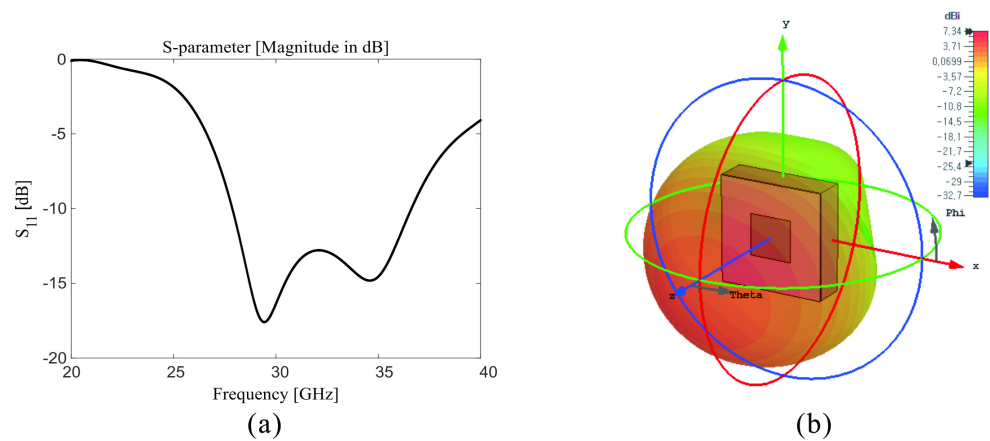 S-parameter [Magnitude in dB]
0
-5
-10
-15
-20
S11 [dB]
20
25
30
35
40
Frequency [GHz]
(a)
y
x
z
Theta
Phi
dBi
7.34
3.71
0.0699
-3.57
-7.2
-10.8
-14.5
-18.1
-21.7
-25.4
-29
-32.7
(b)